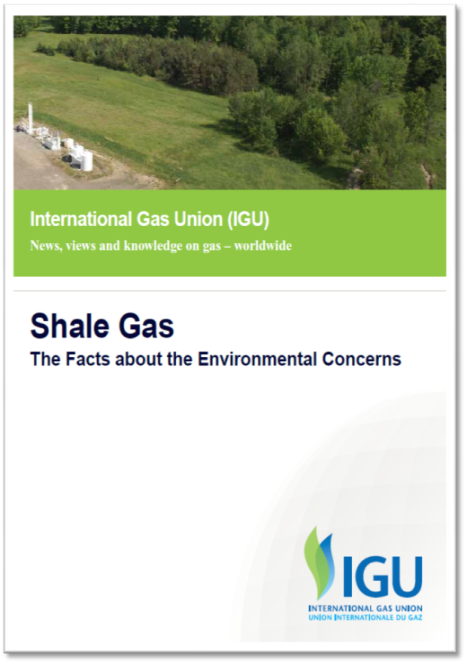 International Gas Union (IGU)
News, views and knowledge on gas – worldwide
Shale Gas
The Facts about the Environmental Concerns
IGU
INTERNATIONAL GAS UNION
UNION INTERNATIONALE DU GAZ